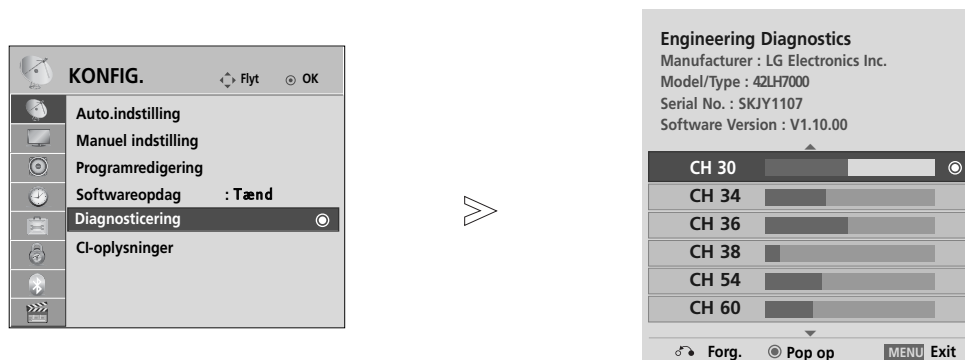 KONFIG.
Flyt
OK
Auto.indstilling
Manuel indstilling
Programredigering
Softwareopdag : Tænd
Diagnosticering
CI-oplysninger
Engineering Diagnostics
Manufacturer : LG Electronics Inc.
Model/Type : 42LH7000
Serial No. : SKJY1107
Software Version : V1.10.00
CH 30
CH 34
CH 36
CH 38
CH 54
CH 60
Forg.
Pop op
MENU Exit